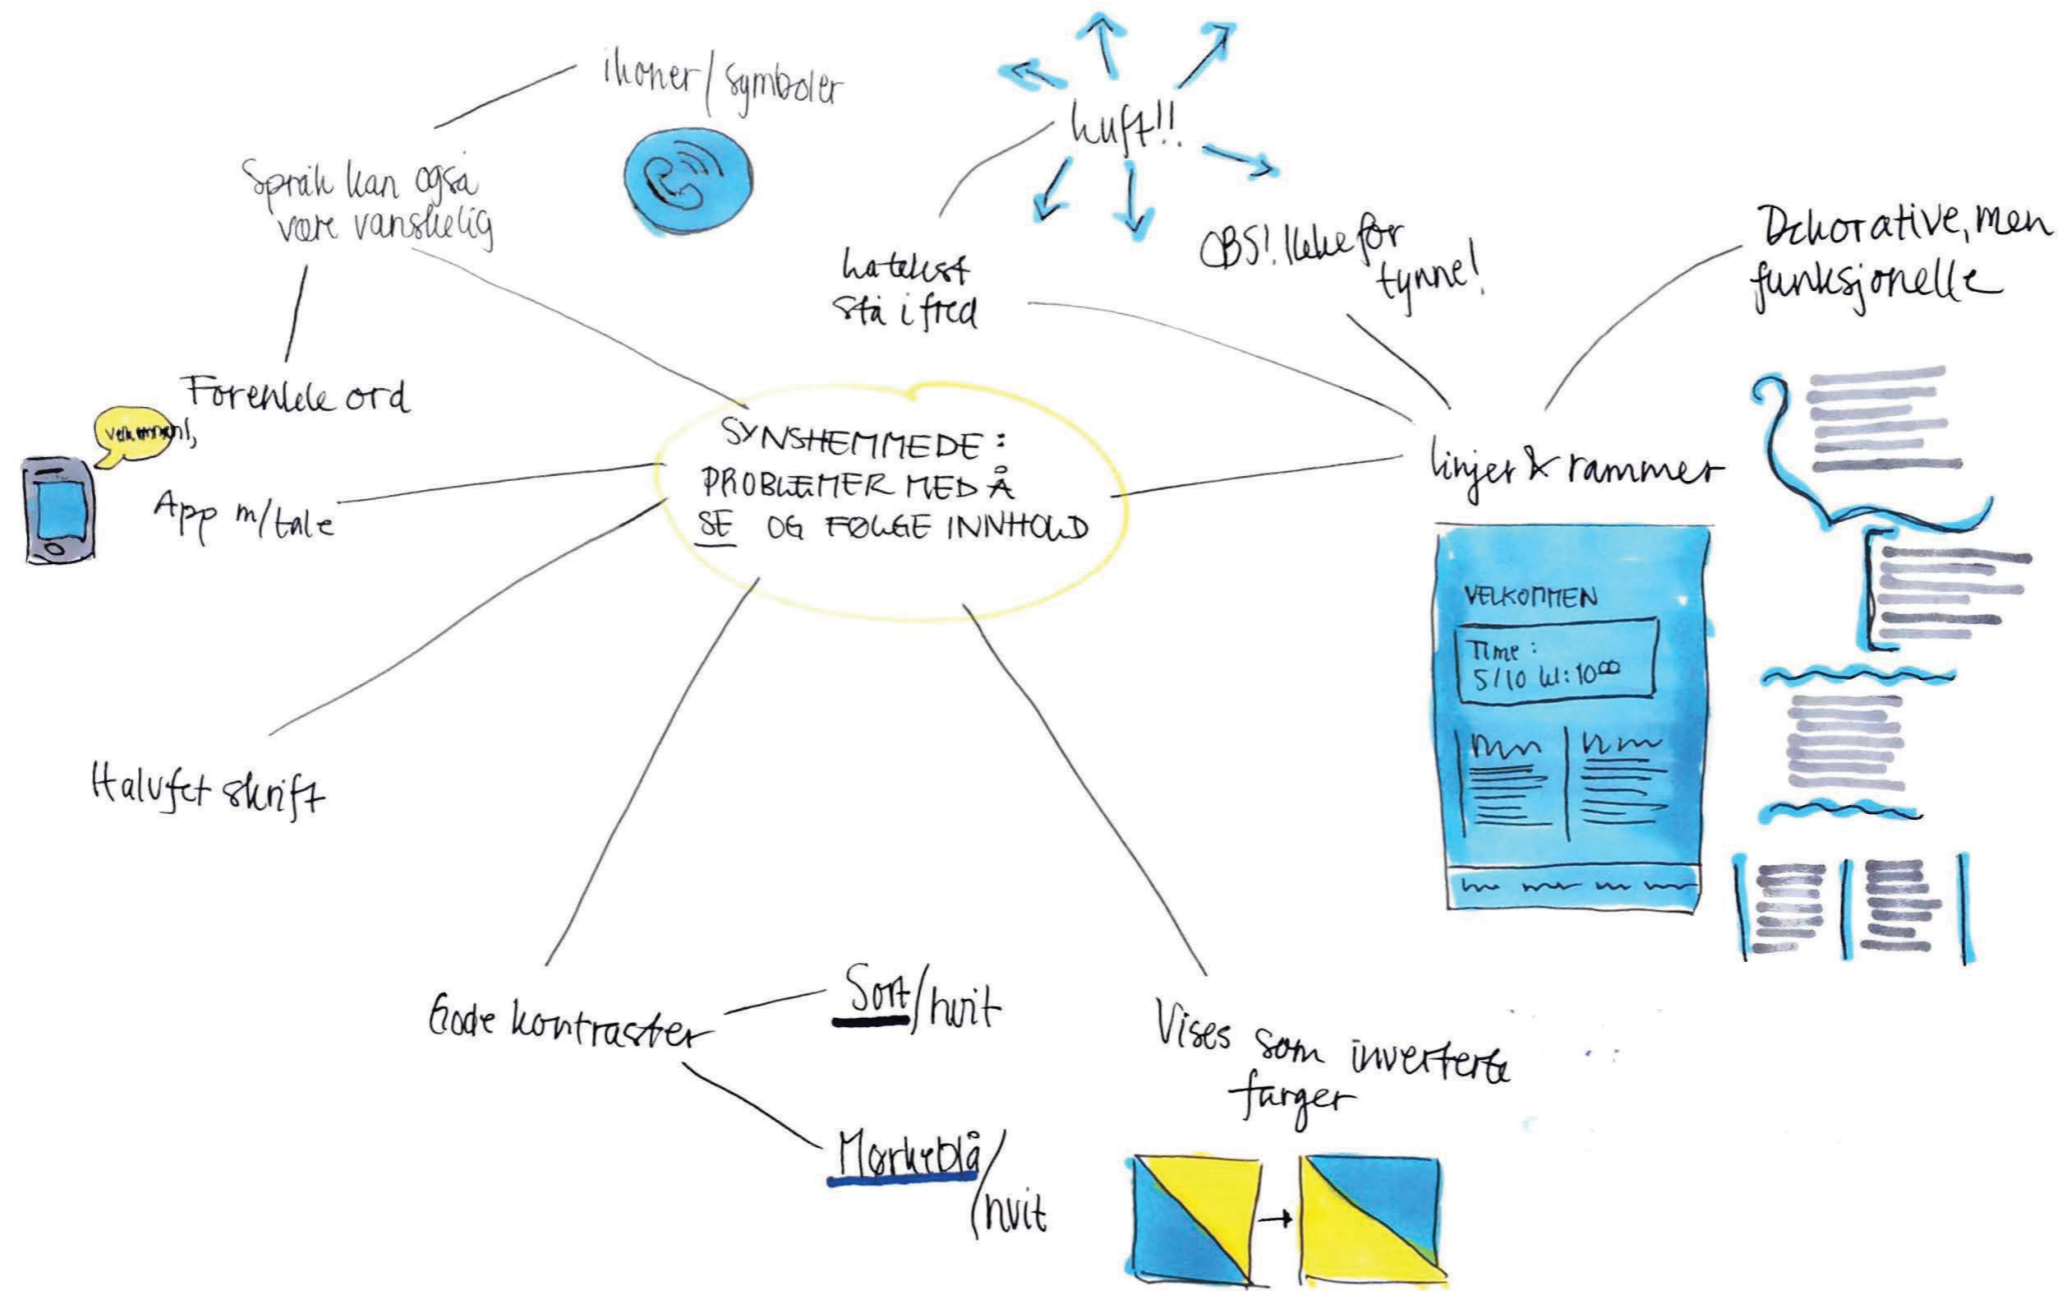 ikoner/symboler
Luft!!
Språk kan også
være vanskelig
OBS! Ikke for
tynne!
Dekorative, men
funksjonelle
La tekst
stå i fred
Forenkle ord
Velkommen!,
App m/tale
SYNSHEMMEDE:
PROBLEMER MED Å
SE OG FØLGE INNHOLD
linjer & rammer
VELKOMMEN
Time:
5/10 kl: 10⁰⁰
Halvfet skrift
Gode kontraster
Sort/hvit
Mørkeblå/
hvit
Vises som inverterte
farger